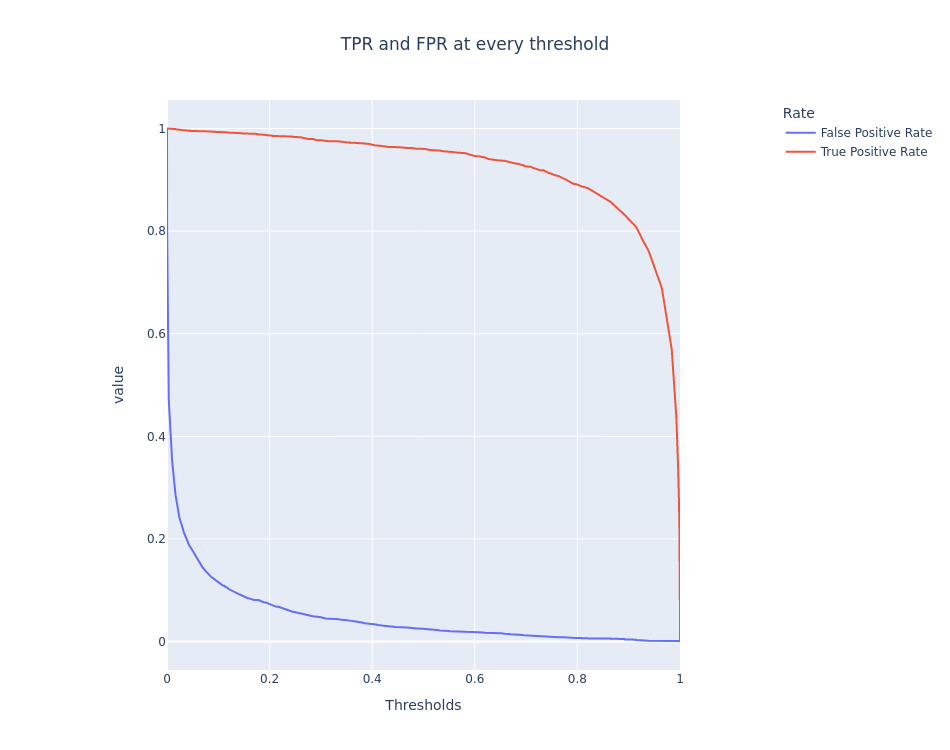 TPR and FPR at every threshold
Rate
False Positive Rate
True Positive Rate
1
0.8
0.6
0.4
0.2
0
value
0 0.2 0.4 0.6 0.8 1
Thresholds